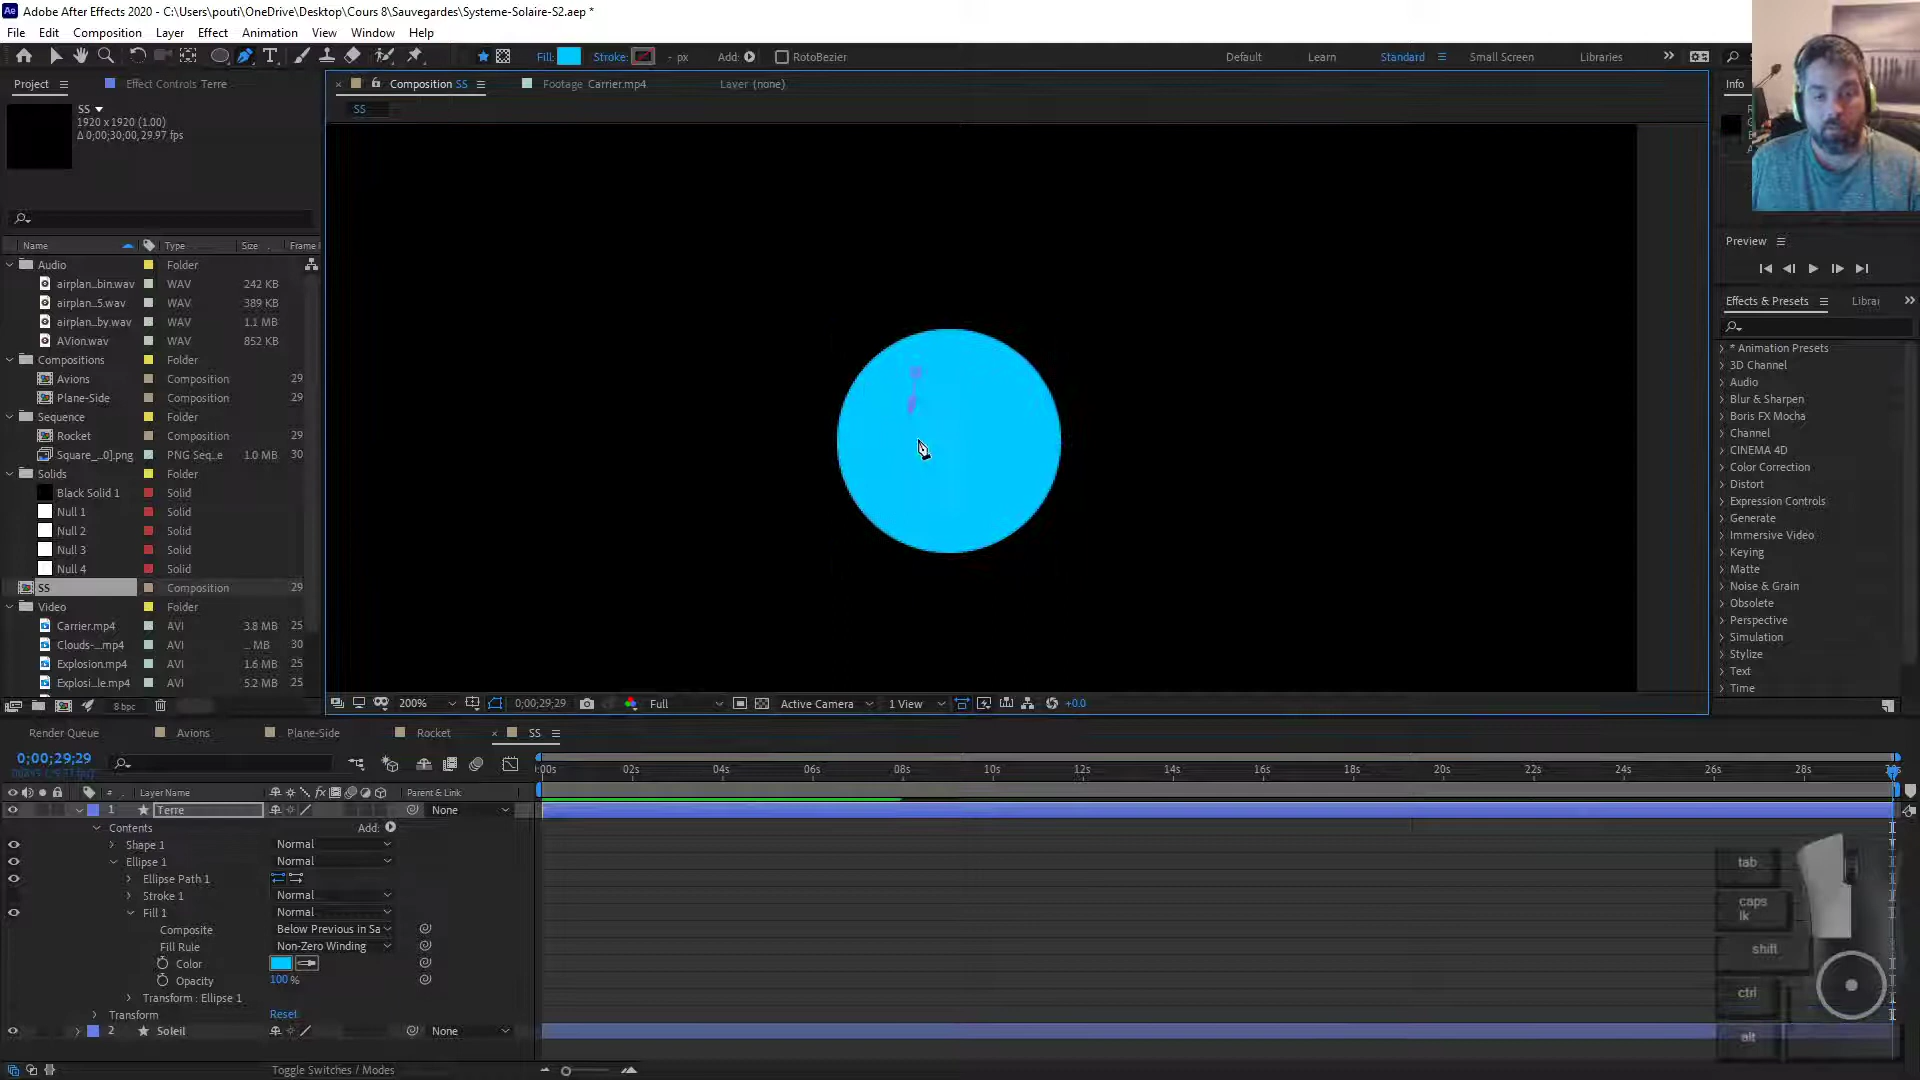 Adobe After Effects 2020 - C:\Users\pouti\OneDrive\Desktop\Cours 8\Sauvegardes\Systeme-Solaire-S2.aep *
File Edit Composition Layer Effect Animation View Window Help
Fill: Stroke: - px Add: RotoBezier Default Learn Standard Small Screen Libraries
Project Effect Controls Terre
Composition SS Footage Carrier.mp4 Layer (none)
Info
SS
SS
1920 x 1920 (1.00)
Δ 0;00;30;00, 29.97 fps
Name Type Size Frame
Audio Folder
airplan...bin.wav WAV 242 KB
airplan...5.wav WAV 389 KB
airplan...by.wav WAV 1.1 MB
AVion.wav WAV 852 KB
Compositions Folder
Avions Composition 29
Plane-Side Composition 29
Sequence Folder
Rocket Composition 29
Square_...0].png PNG Seq...e 1.0 MB 30
Solids Folder
Black Solid 1 Solid
Null 1 Solid
Null 2 Solid
Null 3 Solid
Null 4 Solid
SS Composition 29
Video Folder
Carrier.mp4 AVI 3.8 MB 25
Clouds-...mp4 AVI ... MB 30
Explosion.mp4 AVI 1.6 MB 25
Explosi...le.mp4 AVI 5.2 MB 25
8 bpc
200% 0;00;29;29 Full Active Camera 1 View +0.0
Preview
Effects & Presets Librar
* Animation Presets
3D Channel
Audio
Blur & Sharpen
Boris FX Mocha
Channel
CINEMA 4D
Color Correction
Distort
Expression Controls
Generate
Immersive Video
Keying
Matte
Noise & Grain
Obsolete
Perspective
Simulation
Stylize
Text
Time
Render Queue Avions Plane-Side Rocket SS
0;00;29;29
:00s 02s 04s 06s 08s 10s 12s 14s 16s 18s 20s 22s 24s 26s 28s
# Layer Name fx Parent & Link
1 Terre None
Contents Add:
Shape 1 Normal
Ellipse 1 Normal
Ellipse Path 1
Stroke 1 Normal
Fill 1 Normal
Composite Below Previous in Sa
Fill Rule Non-Zero Winding
Color
Opacity 100 %
Transform : Ellipse 1
Transform Reset
2 Soleil None
Toggle Switches / Modes
tab
caps
lk
shift
ctrl
alt